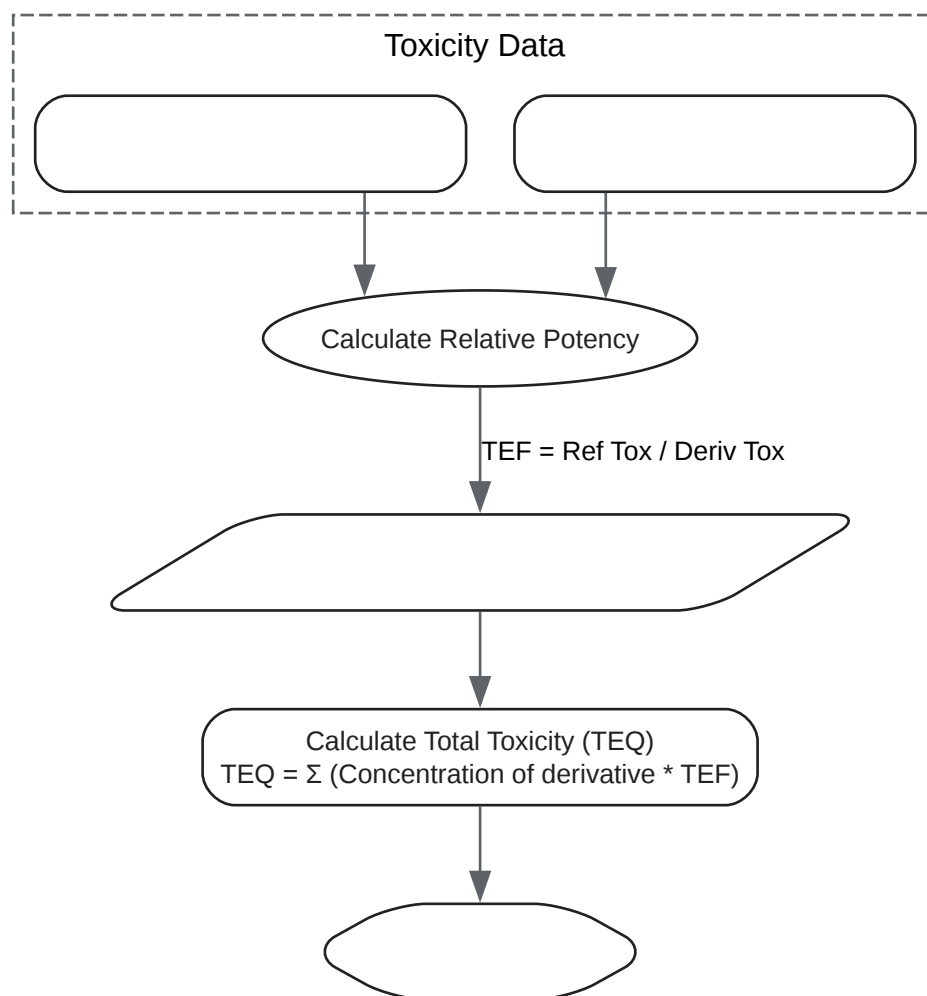 Toxicity Data
Calculate Relative Potency
TEF = Ref Tox / Deriv Tox
Calculate Total Toxicity (TEQ)
TEQ = Σ (Concentration of derivative * TEF)